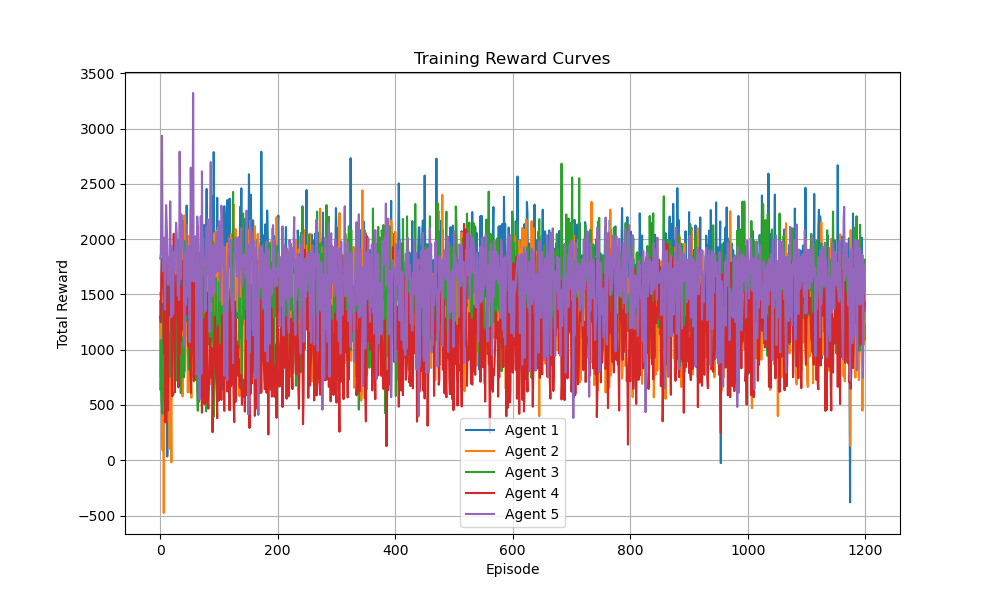 Training Reward Curves
Total Reward
3500
3000
2500
2000
1500
1000
500
0
−500
Agent 1
Agent 2
Agent 3
Agent 4
Agent 5
0 200 400 600 800 1000 1200
Episode